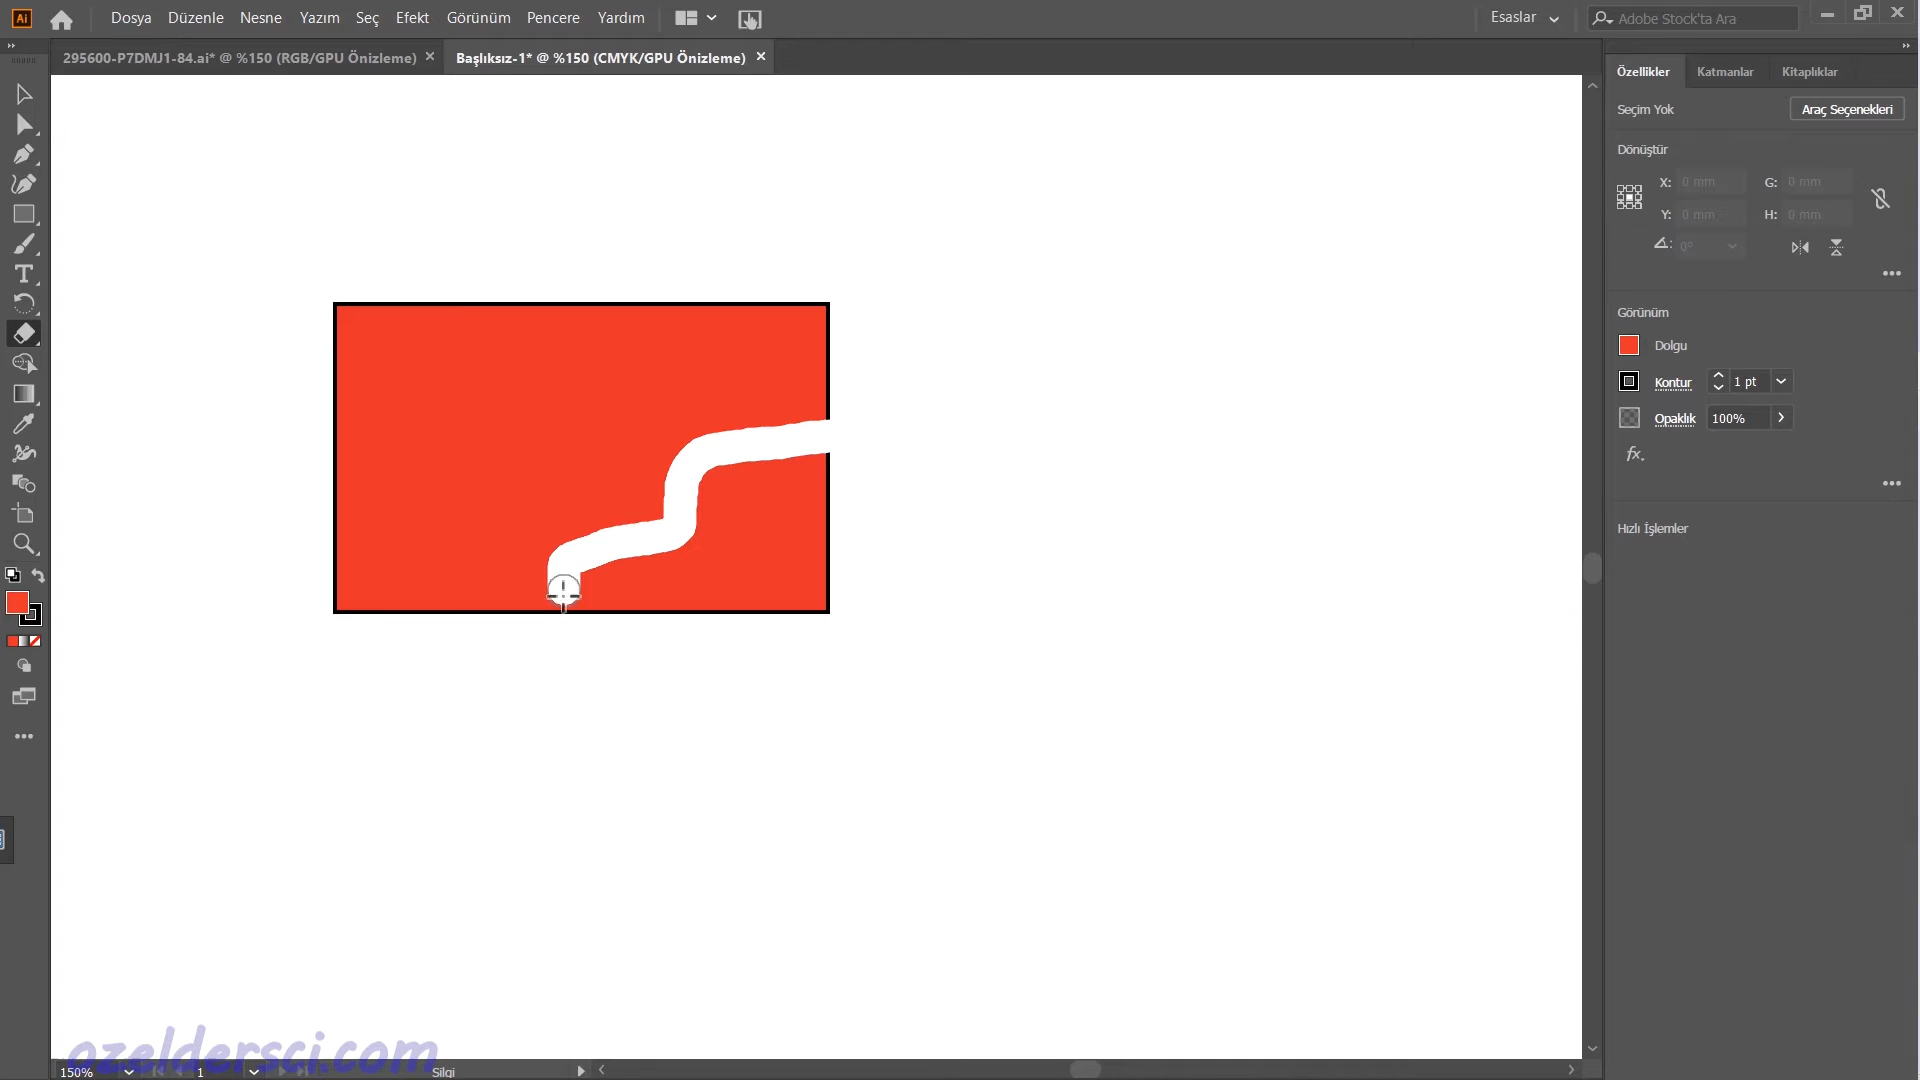 Ai
Dosya Düzenle Nesne Yazım Seç Efekt Görünüm Pencere Yardım
Esaslar
Adobe Stock'ta Ara
295600-P7DMJ1-84.ai* @ %150 (RGB/GPU Önizleme)
Başlıksız-1* @ %150 (CMYK/GPU Önizleme)
Özellikler Katmanlar Kitaplıklar
Seçim Yok
Araç Seçenekleri
Dönüştür
X: 0 mm G: 0 mm
Y: 0 mm H: 0 mm
0°
Görünüm
Dolgu
Kontur 1 pt
Opaklık 100%
fx.
Hızlı İşlemler
ozeldersci.com
150% 1 Silgi